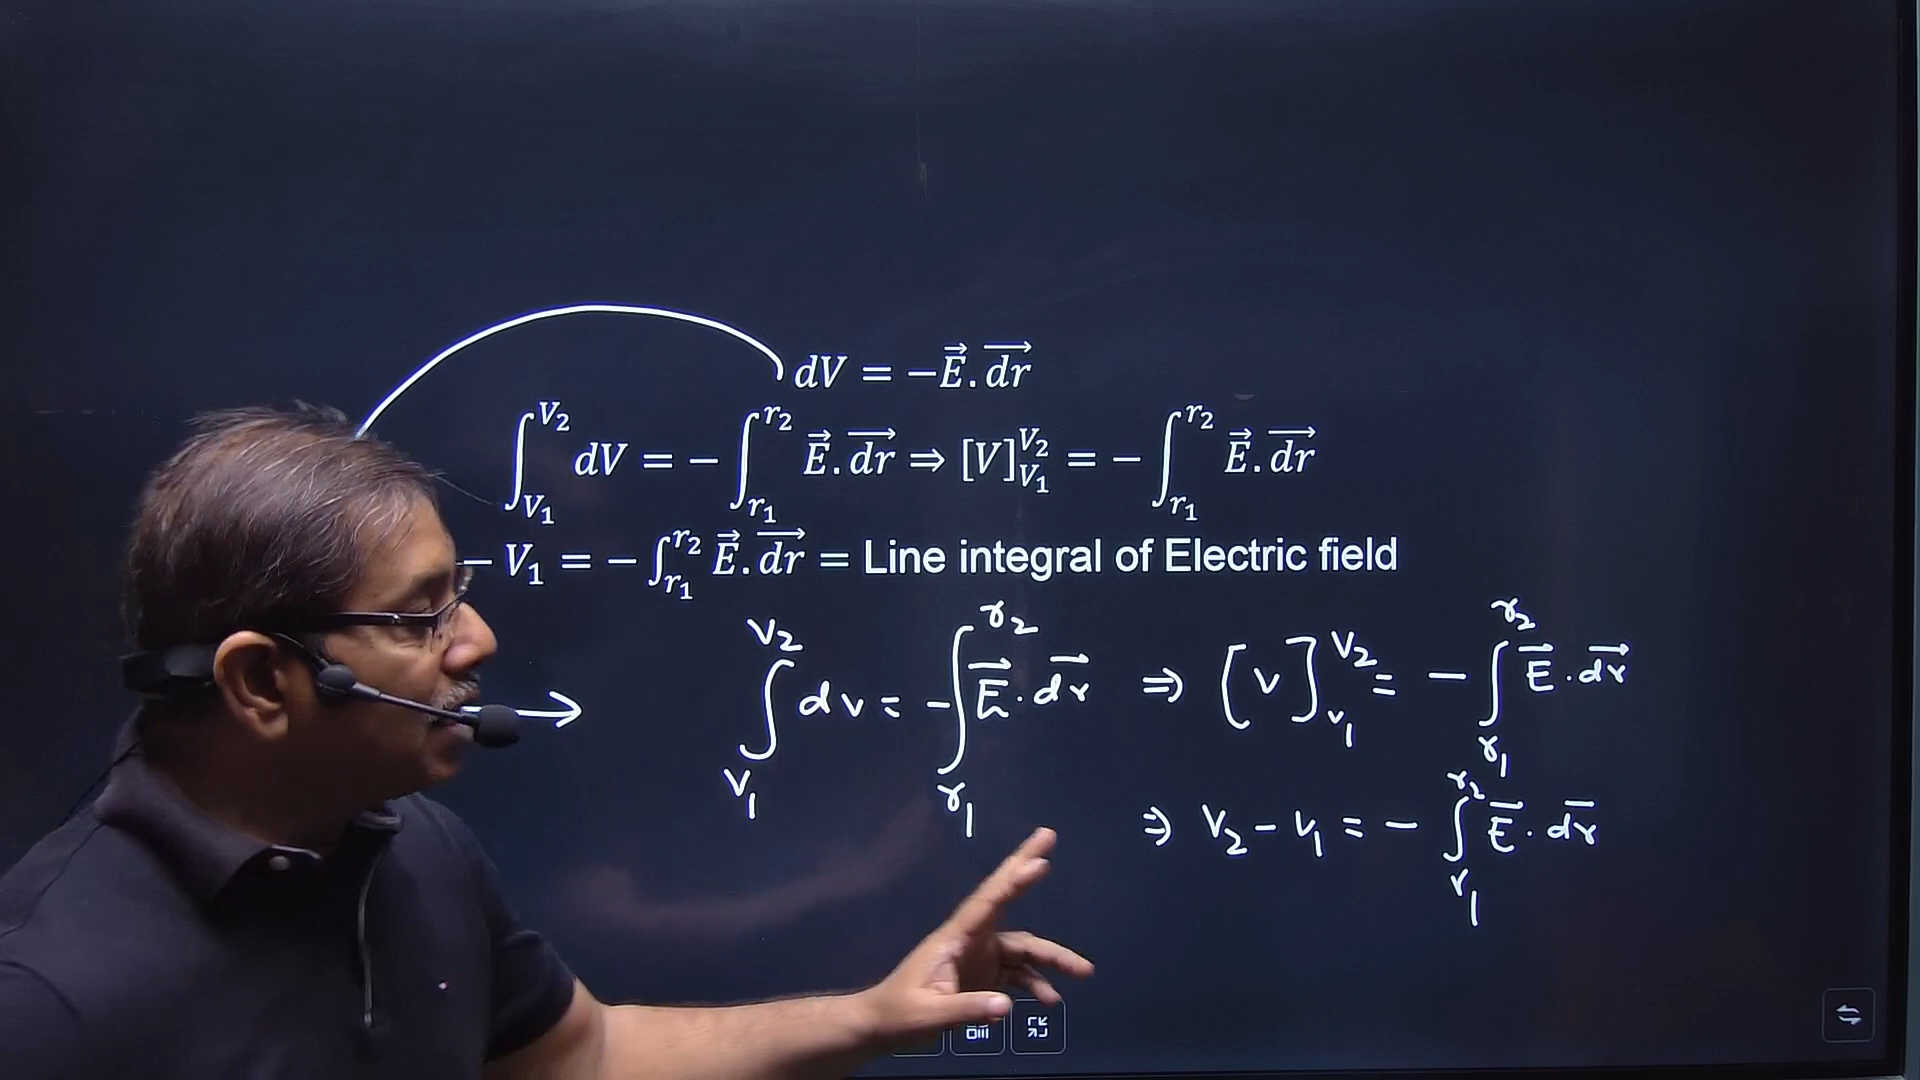 dV = −E⃗. dr⃗
∫_{V₁}^{V₂} dV = − ∫_{r₁}^{r₂} E⃗. dr⃗ ⇒ [V]_{V₁}^{V₂} = − ∫_{r₁}^{r₂} E⃗. dr⃗
− V₁ = − ∫_{r₁}^{r₂} E⃗. dr⃗ = Line integral of Electric field
→ ∫_{V₁}^{V₂} dv = − ∫_{r₁}^{r₂} E⃗. dr⃗ ⇒ [V]_{V₁}^{V₂} = − ∫_{r₁}^{r₂} E⃗. dr⃗
⇒ V₂ − V₁ = − ∫_{r₁}^{r₂} E⃗. dr⃗